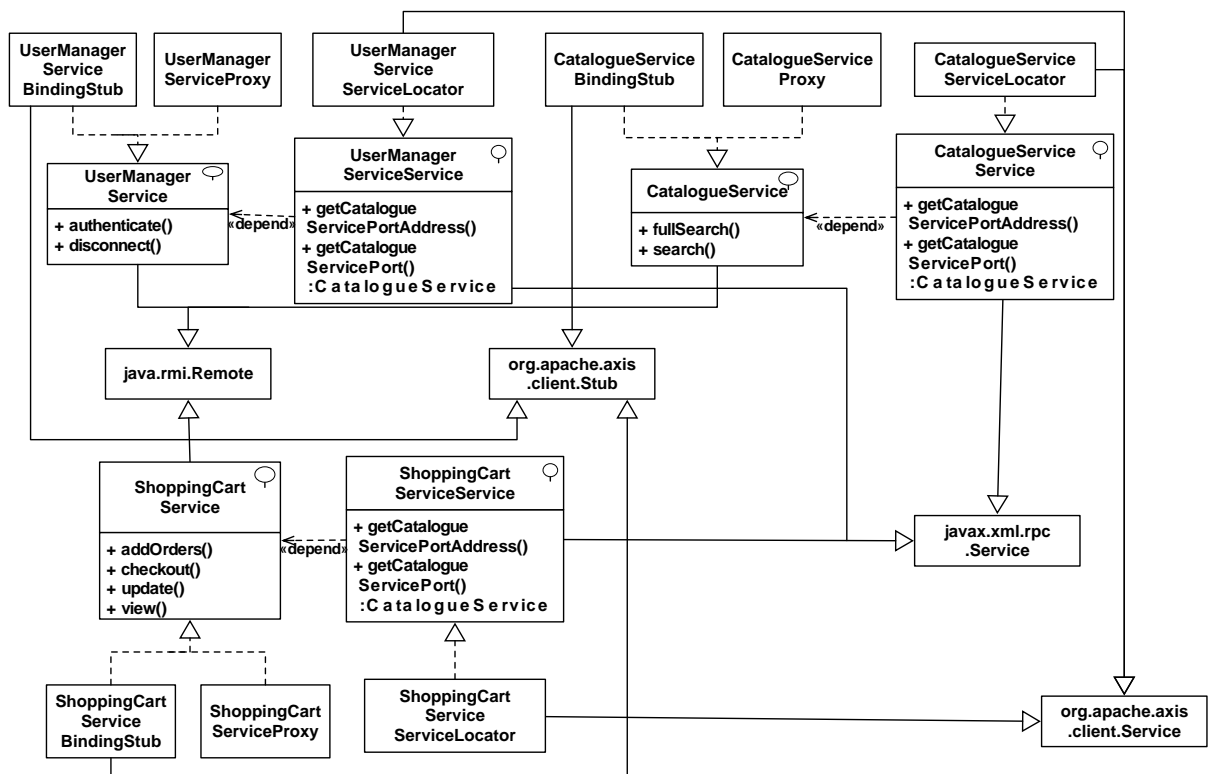 UserManager
Service
BindingStub
UserManager
ServiceProxy
UserManager
Service
ServiceLocator
CatalogueService
BindingStub
CatalogueService
Proxy
CatalogueService
ServiceLocator
UserManager
Service
+ authenticate()
+ disconnect()
«depend»
UserManager
ServiceService
+ getCatalogue
ServicePortAddress()
+ getCatalogue
ServicePort()
:CatalogueService
CatalogueService
+ fullSearch()
+ search()
«depend»
CatalogueService
Service
+ getCatalogue
ServicePortAddress()
+ getCatalogue
ServicePort()
:CatalogueService
java.rmi.Remote
org.apache.axis
.client.Stub
ShoppingCart
Service
+ addOrders()
+ checkout()
+ update()
+ view()
«depend»
ShoppingCart
ServiceService
+ getCatalogue
ServicePortAddress()
+ getCatalogue
ServicePort()
:CatalogueService
javax.xml.rpc
.Service
ShoppingCart
Service
BindingStub
ShoppingCart
ServiceProxy
ShoppingCart
Service
ServiceLocator
org.apache.axis
.client.Service